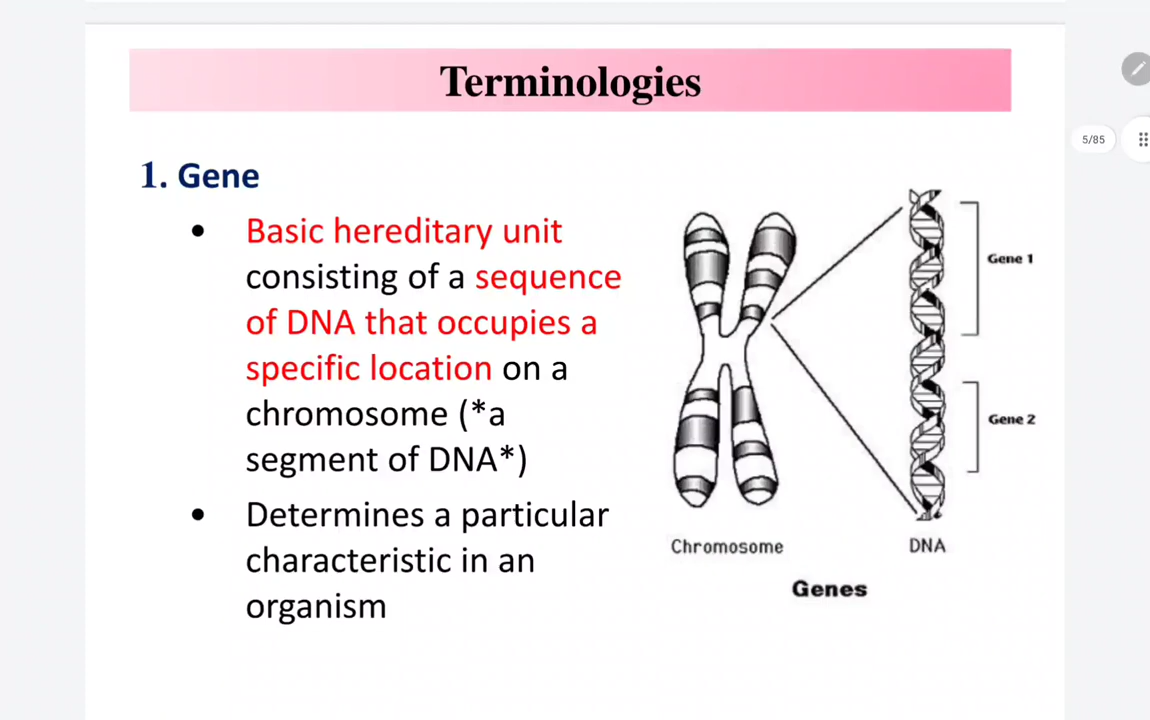 Terminologies
5/85
1. Gene
• Basic hereditary unit
consisting of a sequence
of DNA that occupies a
specific location on a
chromosome (*a
segment of DNA*)
• Determines a particular
characteristic in an
organism
Gene 1
Gene 2
Chromosome
DNA
Genes